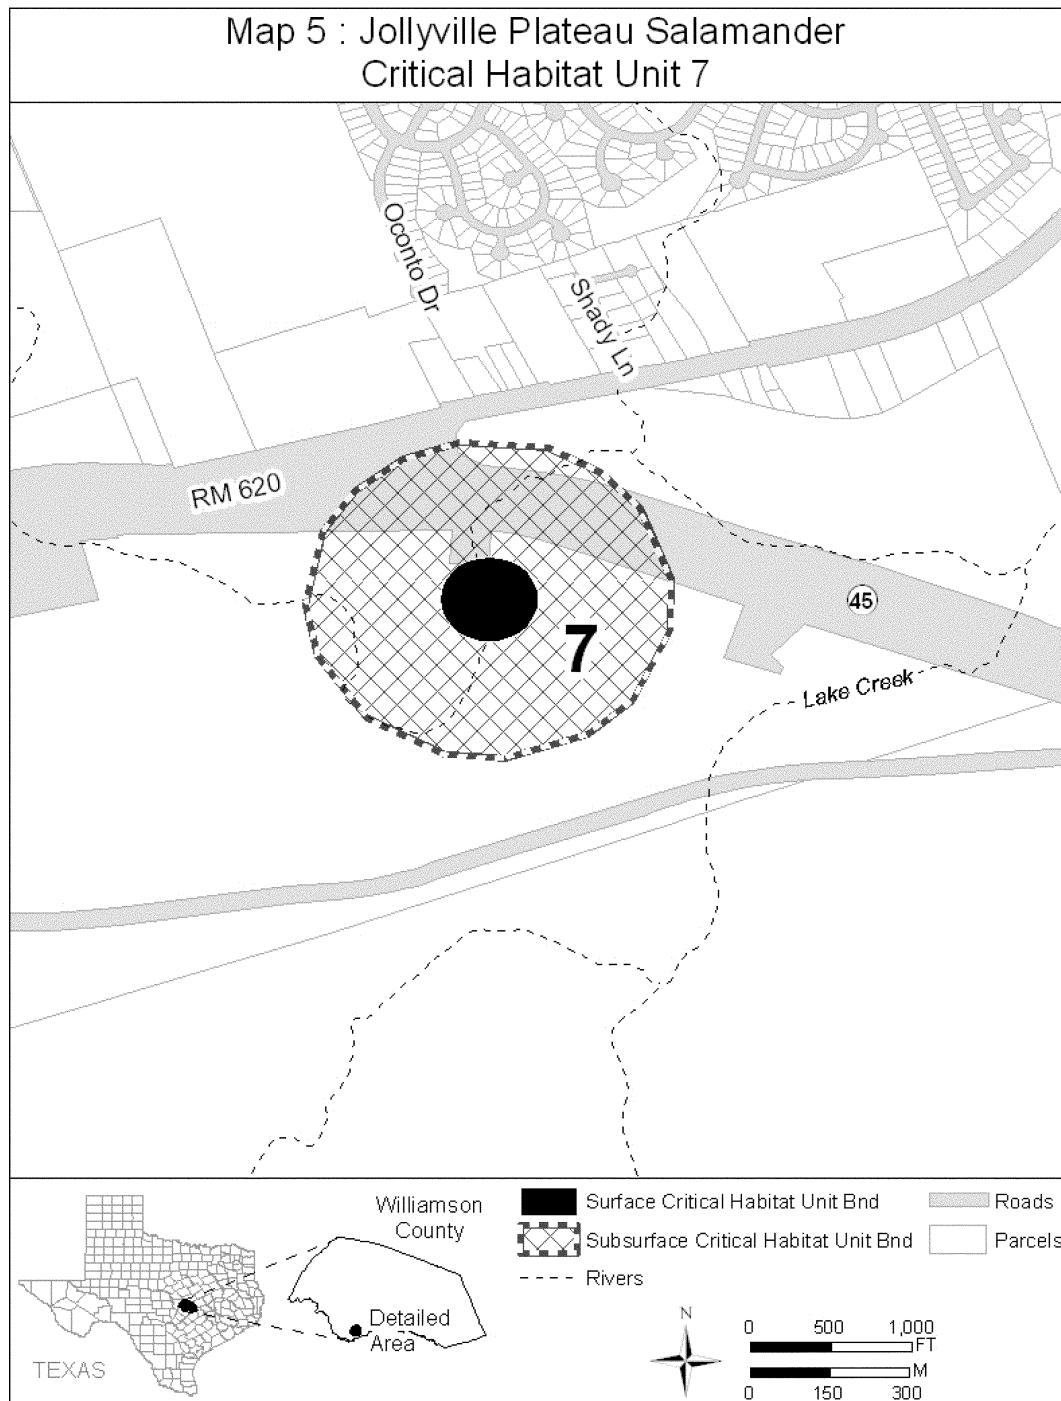 Map 5 : Jollyville Plateau Salamander
Critical Habitat Unit 7
Oconto Dr
Shady Ln
RM 620
45
7
Lake Creek
Williamson
County
Detailed
Area
TEXAS
Surface Critical Habitat Unit Bnd
Subsurface Critical Habitat Unit Bnd
Rivers
Roads
Parcels
N
0 500 1,000
FT
M
0 150 300